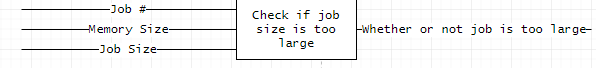 Job #
Memory Size
Job Size
Check if job
size is too
large
Whether or not job is too large